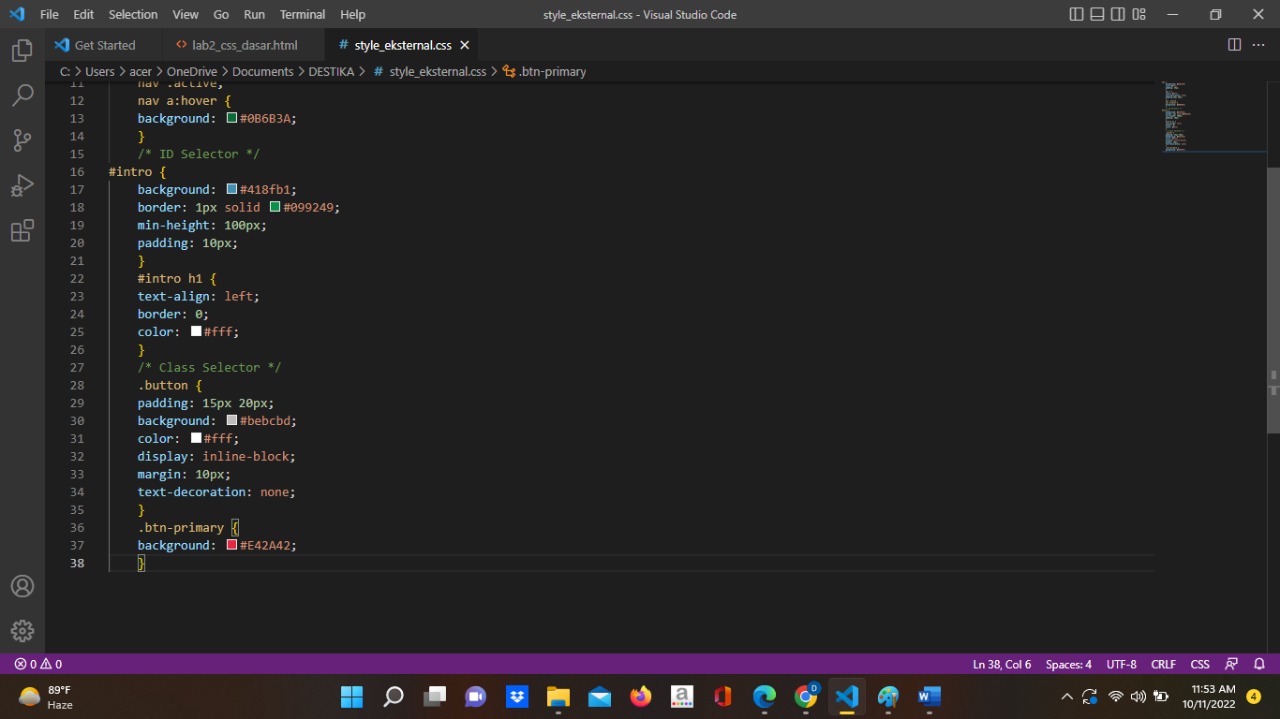 File Edit Selection View Go Run Terminal Help style_eksternal.css - Visual Studio Code
Get Started <> lab2_css_dasar.html # style_eksternal.css
C: > Users > acer > OneDrive > Documents > DESTIKA > # style_eksternal.css > .btn-primary
11 nav .active,
12 nav a:hover {
13 background: #0B6B3A;
14 }
15 /* ID Selector */
16 #intro {
17 background: #418fb1;
18 border: 1px solid #099249;
19 min-height: 100px;
20 padding: 10px;
21 }
22 #intro h1 {
23 text-align: left;
24 border: 0;
25 color: #fff;
26 }
27 /* Class Selector */
28 .button {
29 padding: 15px 20px;
30 background: #bebcbd;
31 color: #fff;
32 display: inline-block;
33 margin: 10px;
34 text-decoration: none;
35 }
36 .btn-primary {
37 background: #E42A42;
38 }
0 0 Ln 38, Col 6 Spaces: 4 UTF-8 CRLF CSS
89°F
Haze
D
a
W
11:53 AM
10/11/2022
4